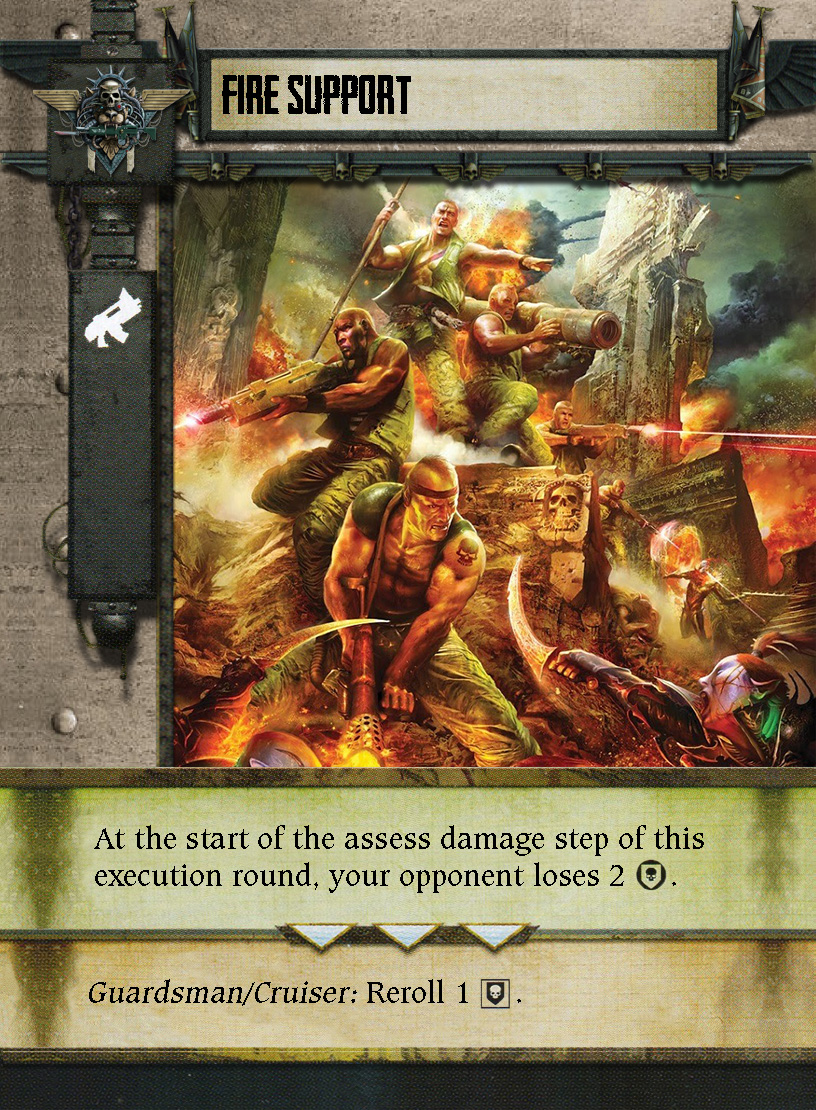 FIRE SUPPORT
At the start of the assess damage step of this
execution round, your opponent loses 2 .
Guardsman/Cruiser: Reroll 1 .